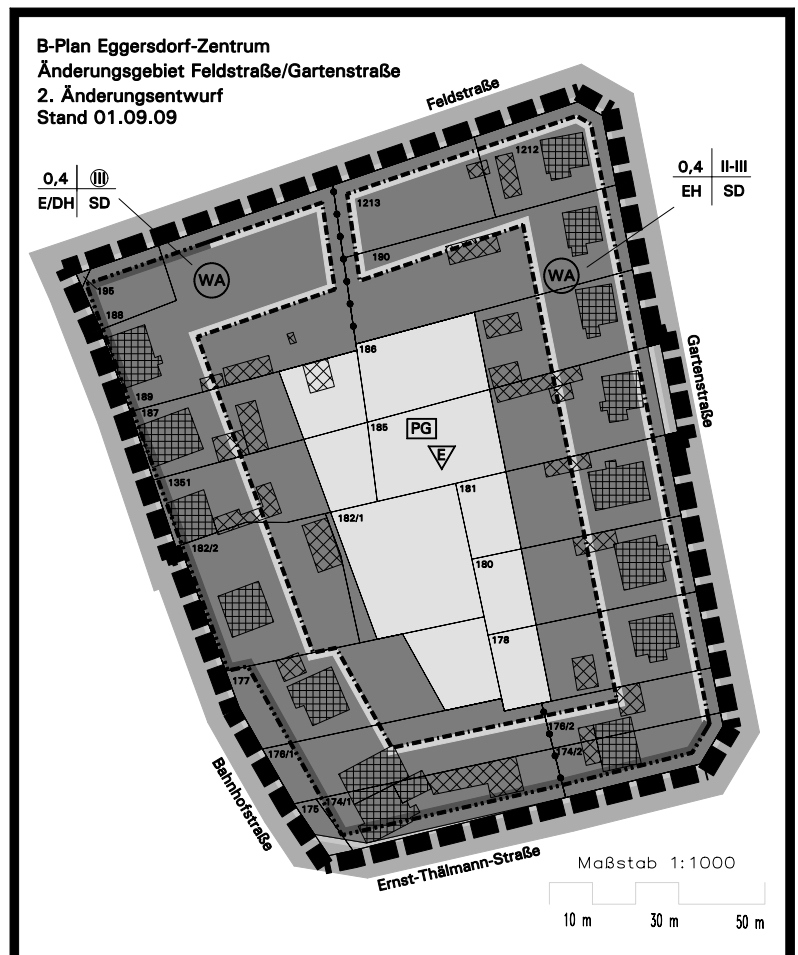 B-Plan Eggersdorf-Zentrum
Änderungsgebiet Feldstraße/Gartenstraße
2. Änderungsentwurf
Stand 01.09.09
Feldstraße
0,4 III
E/DH SD
0,4 II-III
EH SD
1212
1213
190
WA
WA
195
188
186
189
187
Gartenstraße
185
PG
E
1351
181
182/1
182/2
180
178
177
176/2
176/1
174/2
175
174/1
Bahnhofstraße
Ernst-Thälmann-Straße
Maßstab 1:1000
10 m 30 m 50 m